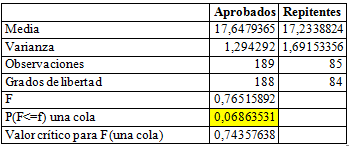 Aprobados Repitentes
Media 17,6479365 17,2338824
Varianza 1,294292 1,69153356
Observaciones 189 85
Grados de libertad 188 84
F 0,76515892
P(F<=f) una cola 0,06863531
Valor crítico para F (una cola) 0,74357638